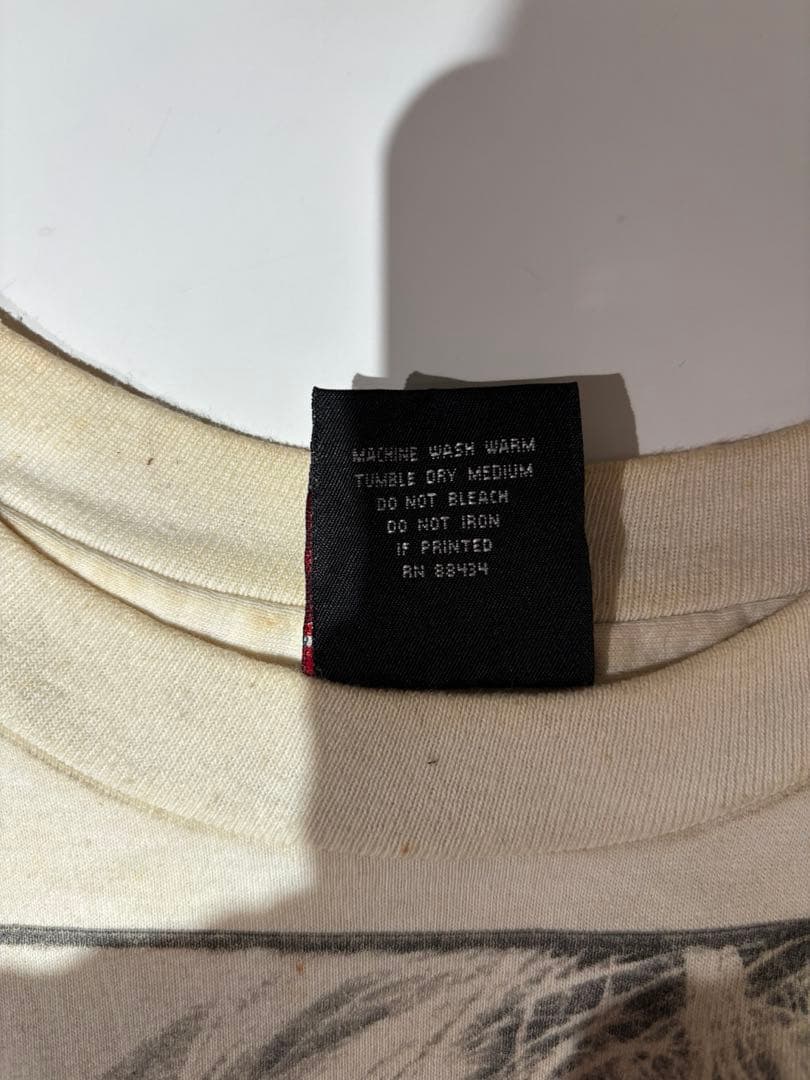 MACHINE WASH WARM
TUMBLE DRY MEDIUM
DO NOT BLEACH
DO NOT IRON
IF PRINTED
RN 88434